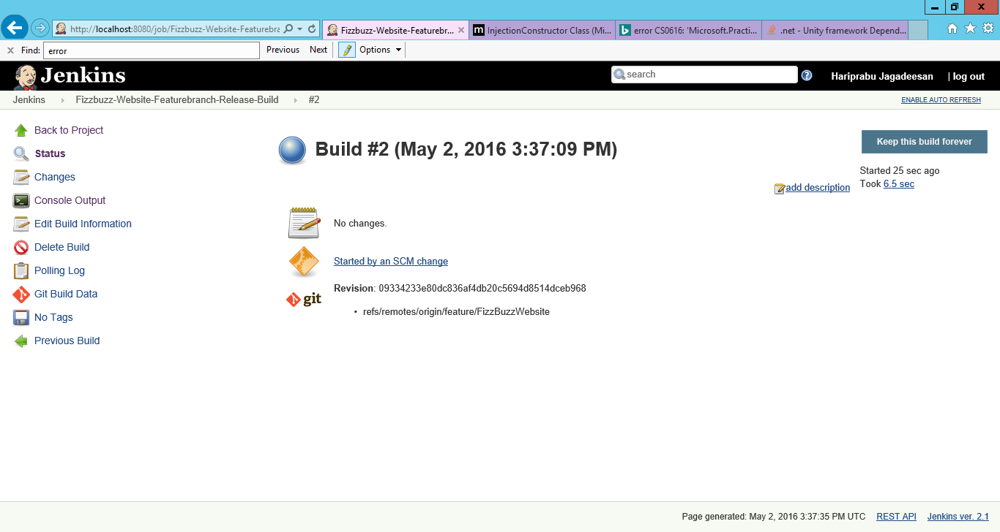 http://localhost:8080/job/Fizzbuzz-Website-Featurebra
Fizzbuzz-Website-Featurebr...
InjectionConstructor Class (Mi...
error CS0616: 'Microsoft.Practi...
.net - Unity framework Depend...
x Find: error Previous Next Options
Jenkins
search
?
Hariprabu Jagadeesan | log out
Jenkins Fizzbuzz-Website-Featurebranch-Release-Build #2
ENABLE AUTO REFRESH
Back to Project
Status
Changes
Console Output
Edit Build Information
Delete Build
Polling Log
Git Build Data
No Tags
Previous Build
Build #2 (May 2, 2016 3:37:09 PM)
Keep this build forever
Started 25 sec ago
Took 6.5 sec
add description
No changes.
Started by an SCM change
git
Revision: 09334233e80dc836af4db20c5694d8514dceb968
• refs/remotes/origin/feature/FizzBuzzWebsite
Page generated: May 2, 2016 3:37:35 PM UTC REST API Jenkins ver. 2.1